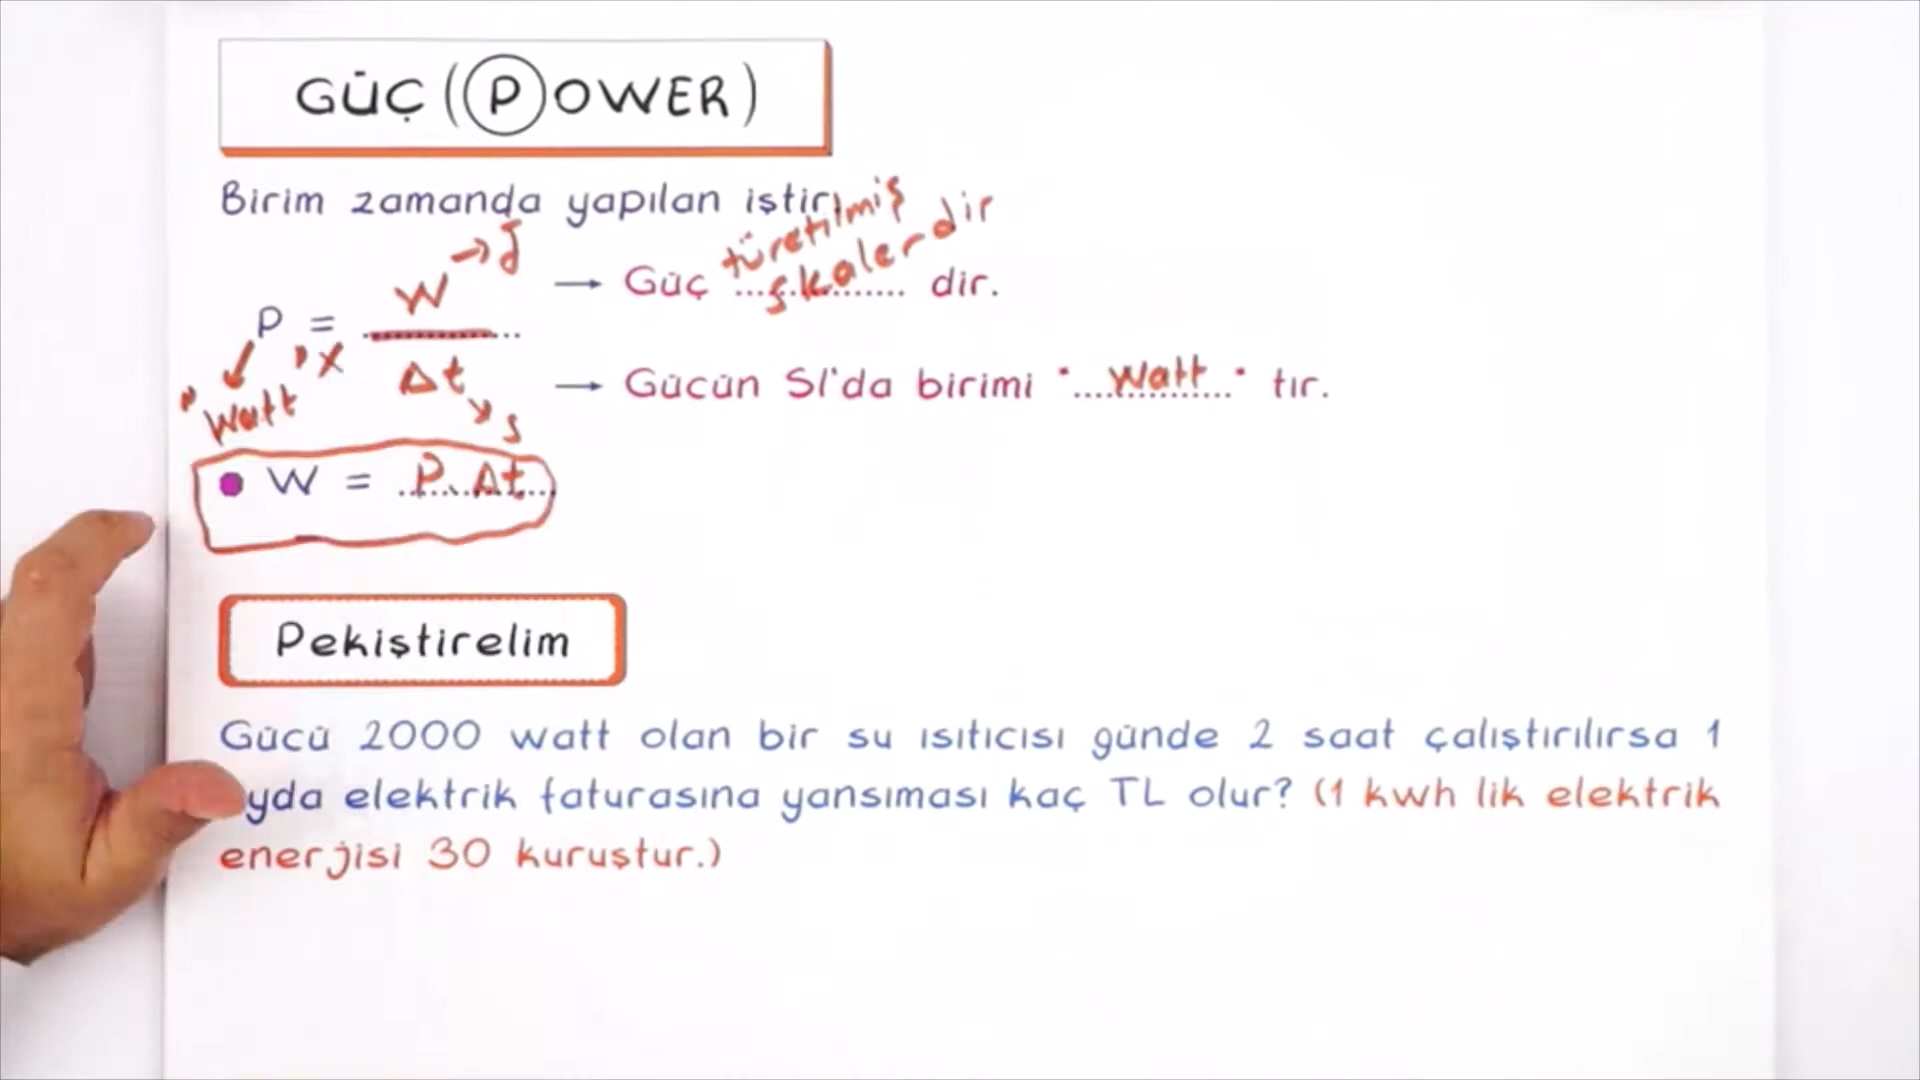 GÜÇ (POWER)
Birim zamanda yapılan iştir.
P = W → J
Δt → s
"Watt"
→ Güç türetilmiş skalerdir dir.
→ Gücün SI'da birimi "Watt" tır.
W = P. Δt
Pekiştirelim
Gücü 2000 watt olan bir su ısıtıcısı günde 2 saat çalıştırılırsa 1
yda elektrik faturasına yansıması kaç TL olur? (1 kwh lik elektrik
enerjisi 30 kuruştur.)